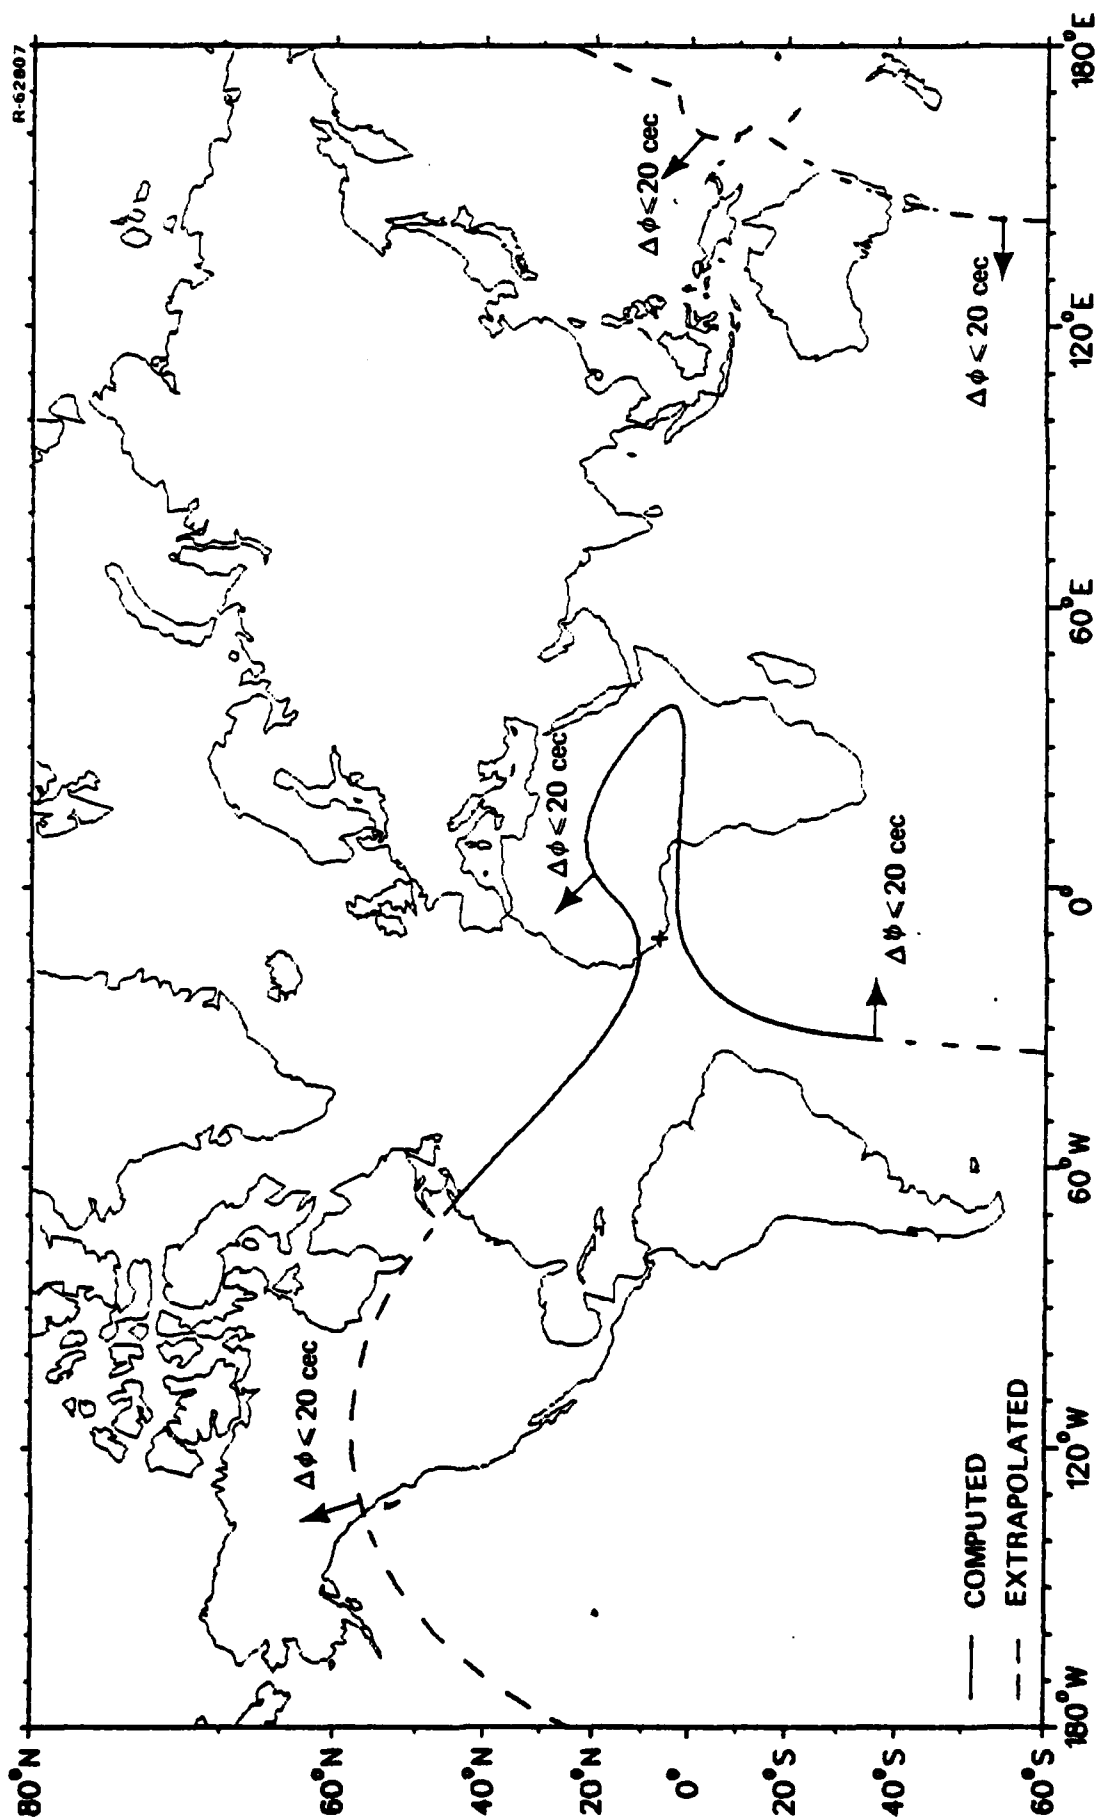 R-62807
80°N
60°N
40°N
20°N
0°
20°S
40°S
60°S
180°W
120°W
60°W
0°
60°E
120°E
180°E
Δϕ < 20 cec
Δϕ < 20 cec
Δϕ < 20 cec
Δϕ < 20 cec
Δϕ < 20 cec
—— COMPUTED
– – – EXTRAPOLATED